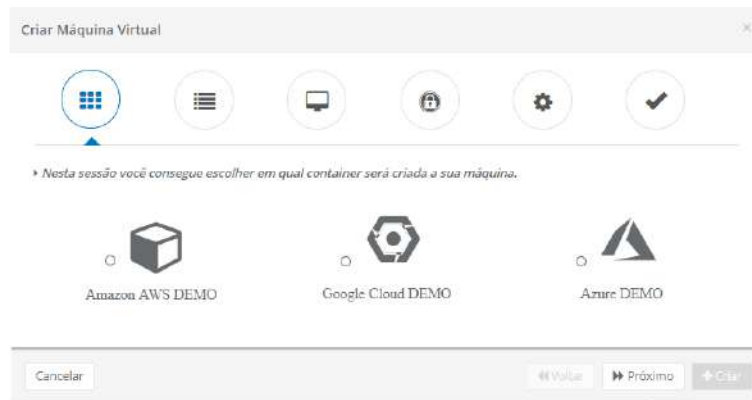 Criar Máquina Virtual
Nesta sessão você consegue escolher em qual container será criada a sua máquina.
Amazon AWS DEMO
Google Cloud DEMO
Azure DEMO
Cancelar
Voltar
Próximo
Criar